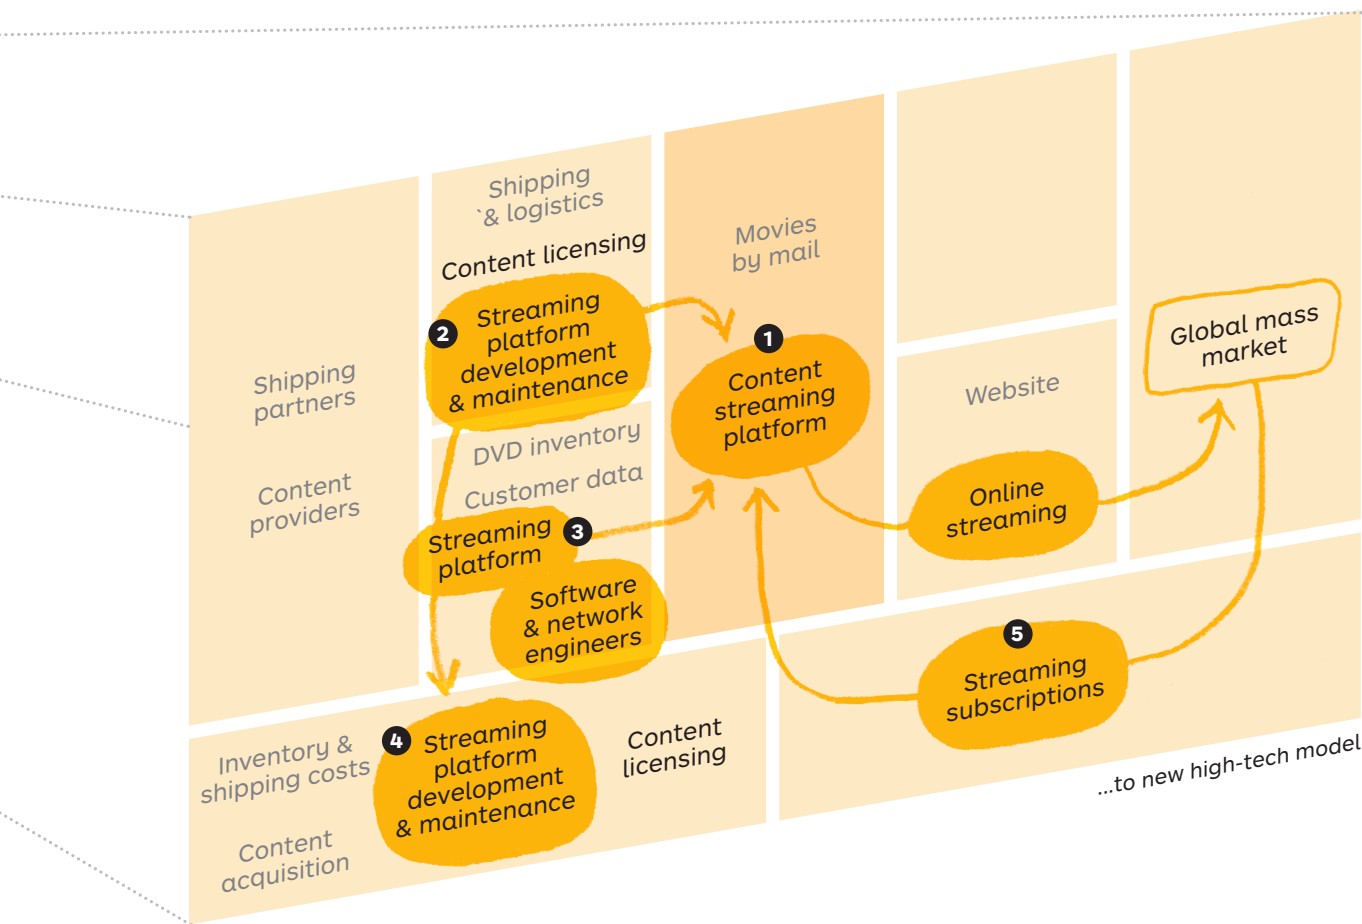 Shipping
partners
Content
providers
Shipping
`& logistics
Content licensing
2
Streaming
platform
development
& maintenance
DVD inventory
Customer data
Streaming
platform
3
Software
& network
engineers
Movies
by mail
1
Content
streaming
platform
Website
Online
streaming
Global mass
market
Inventory &
shipping costs
Content
acquisition
4
Streaming
platform
development
& maintenance
Content
licensing
5
Streaming
subscriptions
...to new high-tech model